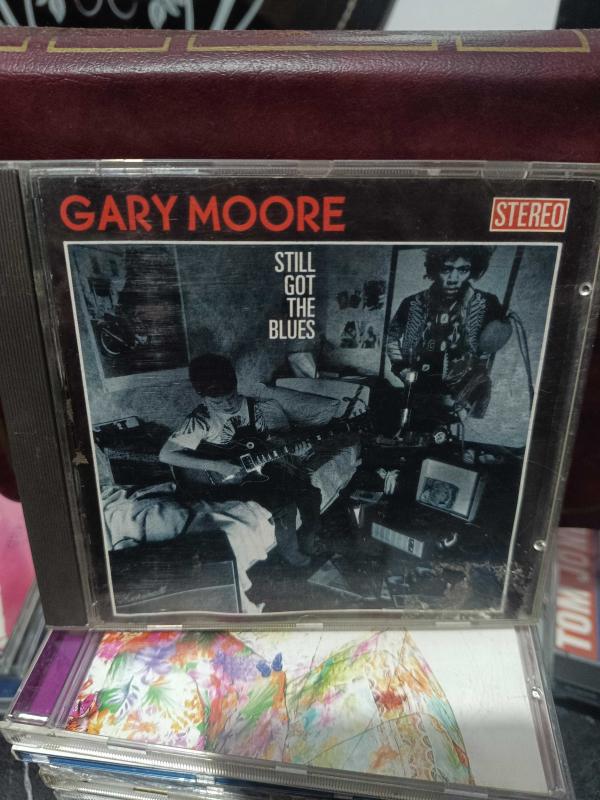 GARY MOORE
STEREO
STILL
GOT
THE
BLUES
TOM JO